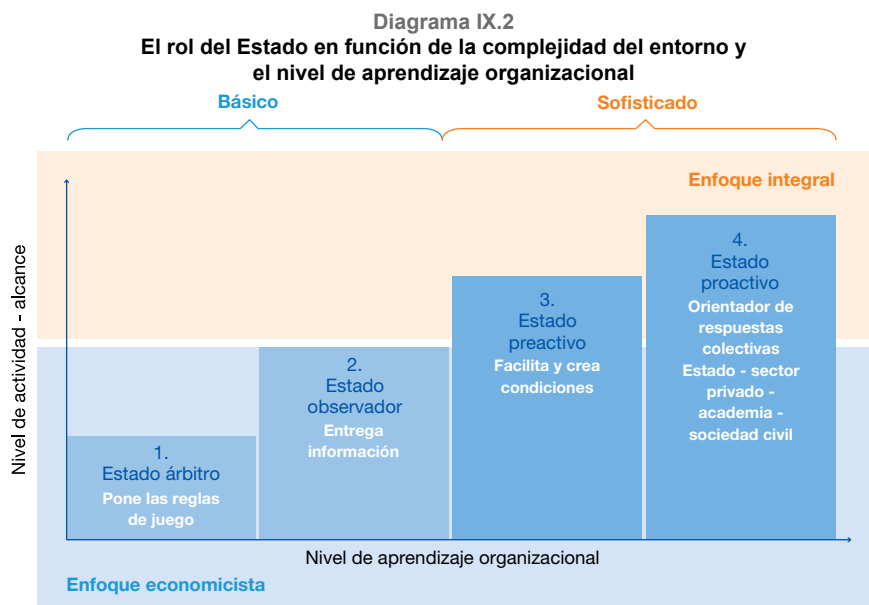 Diagrama IX.2
El rol del Estado en función de la complejidad del entorno y
el nivel de aprendizaje organizacional
Básico
Sofisticado
Enfoque integral
Nivel de actividad - alcance
1.
Estado árbitro
Pone las reglas
de juego
2.
Estado
observador
Entrega
información
3.
Estado
preactivo
Facilita y crea
condiciones
4.
Estado
proactivo
Orientador de
respuestas
colectivas
Estado - sector
privado -
academia -
sociedad civil
Nivel de aprendizaje organizacional
Enfoque economicista